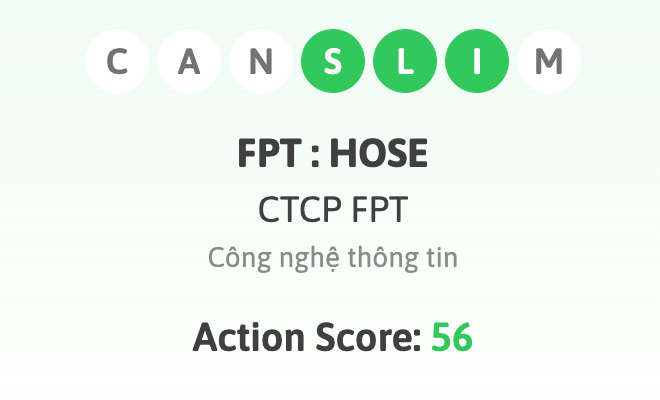 C A N S L I M
FPT : HOSE
CTCP FPT
Công nghệ thông tin
Action Score: 56